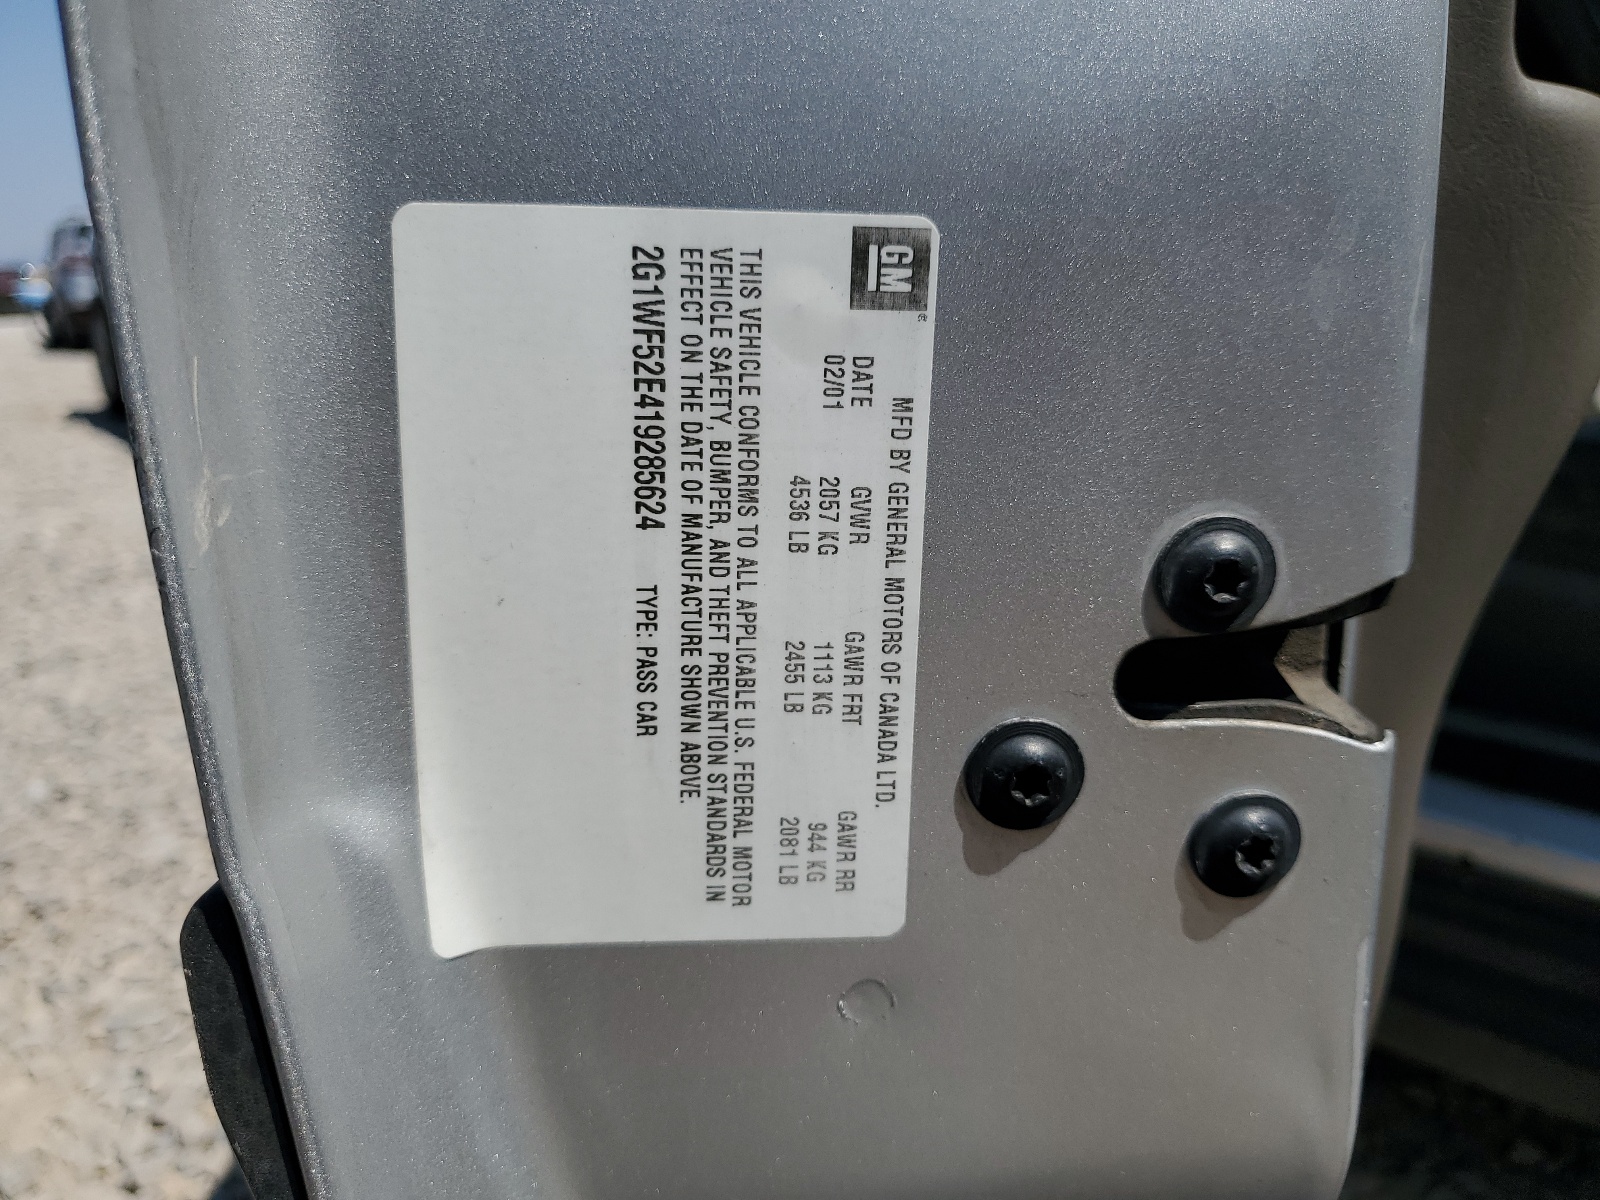 GM
MFD BY GENERAL MOTORS OF CANADA LTD.
DATE GVWR GAWR FRT GAWR RR
02/01 2057 KG 1113 KG 944 KG
4536 LB 2455 LB 2081 LB
THIS VEHICLE CONFORMS TO ALL APPLICABLE U.S. FEDERAL MOTOR
VEHICLE SAFETY, BUMPER, AND THEFT PREVENTION STANDARDS IN
EFFECT ON THE DATE OF MANUFACTURE SHOWN ABOVE.
2G1WF52E419285624 TYPE: PASS CAR